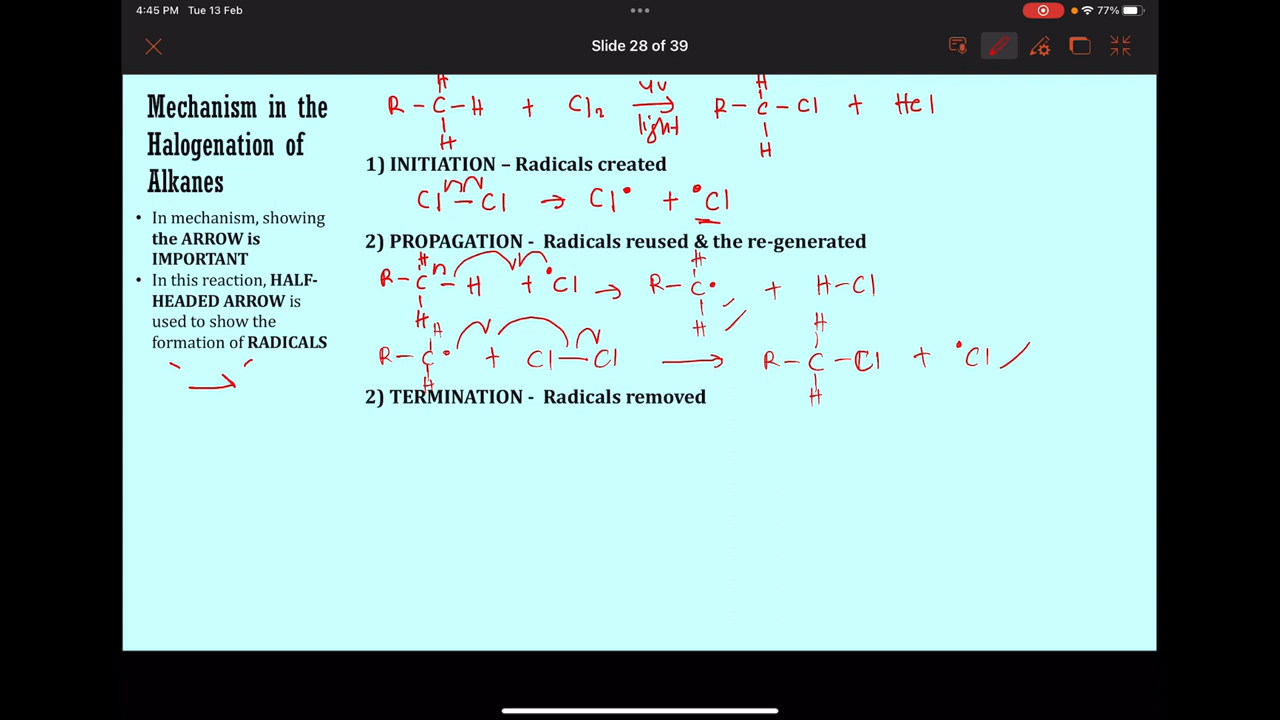 4:45 PM Tue 13 Feb
77%
Slide 28 of 39
Mechanism in the
Halogenation of
Alkanes
• In mechanism, showing
the ARROW is
IMPORTANT
• In this reaction, HALF-
HEADED ARROW is
used to show the
formation of RADICALS
H H
R – C – H + Cl₂ UV → R – C – Cl + HCl
H light H
1) INITIATION – Radicals created
Cl – Cl → Cl• + •Cl
2) PROPAGATION - Radicals reused & the re-generated
H H
R – C – H + •Cl → R – C• + H – Cl
H H
H H
R – C• + Cl — Cl → R – C – Cl + •Cl
H H
2) TERMINATION - Radicals removed